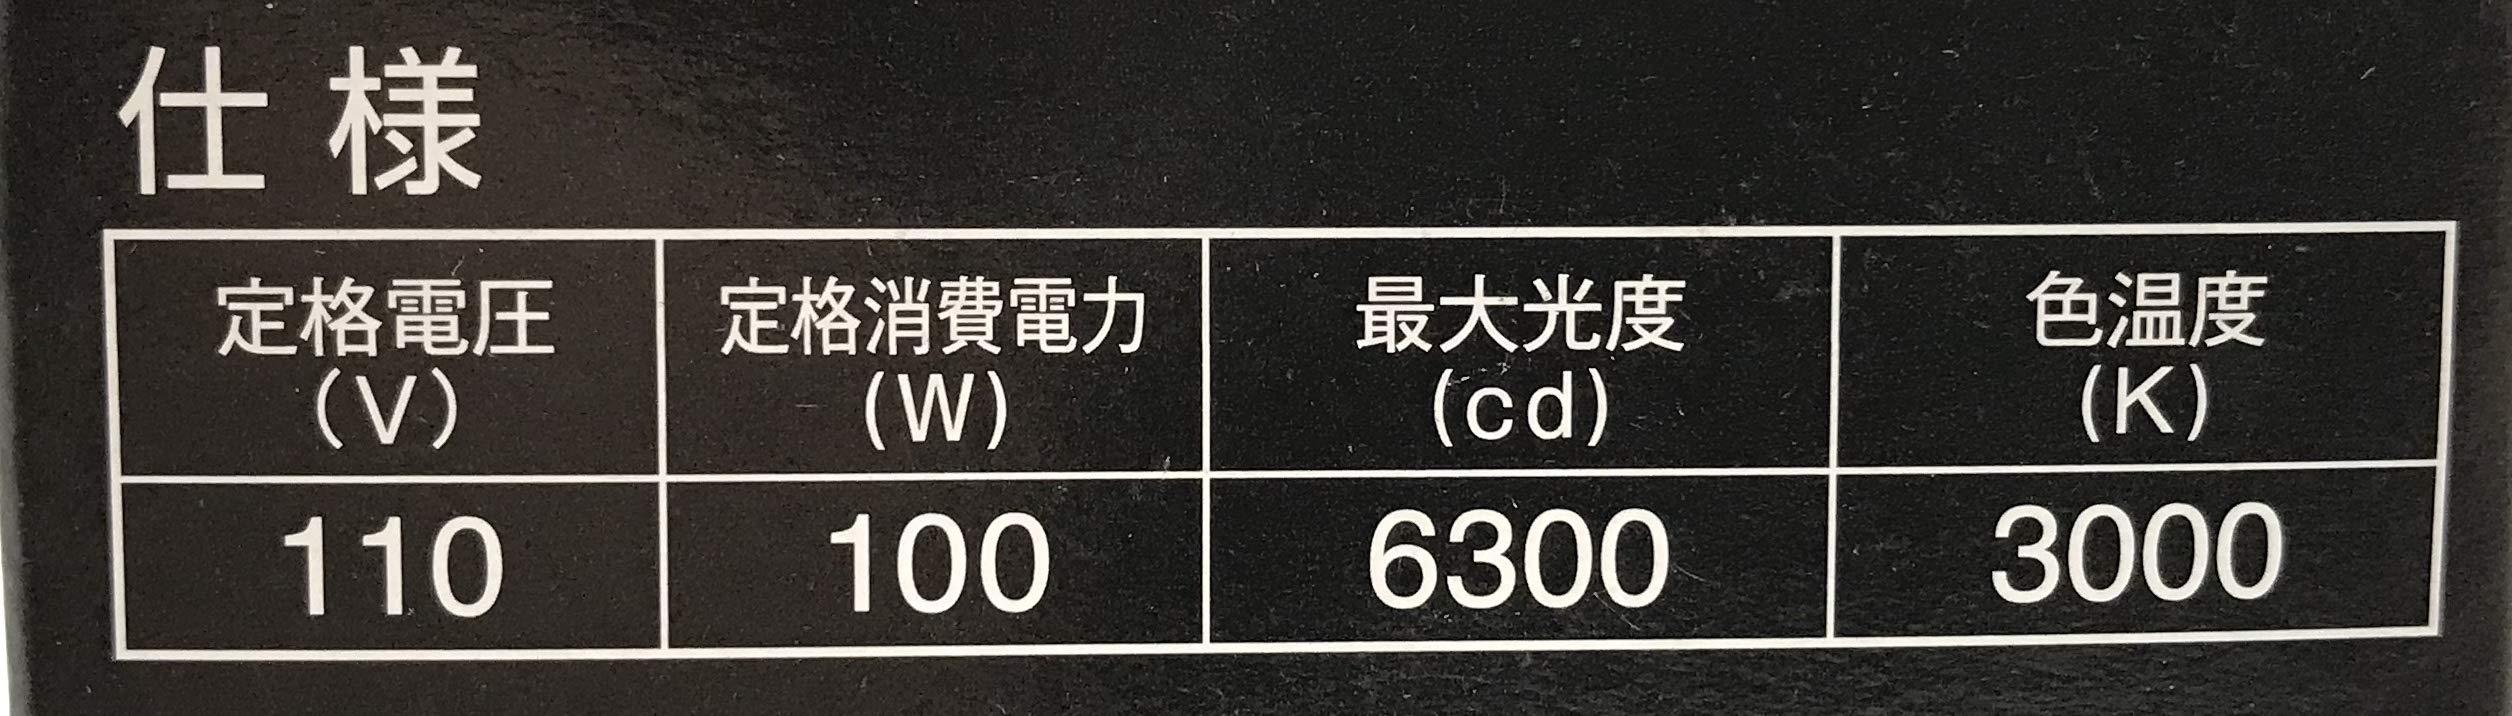 仕様
定格電圧 定格消費電力 最大光度 色温度
(V) (W) (cd) (K)
110 100 6300 3000